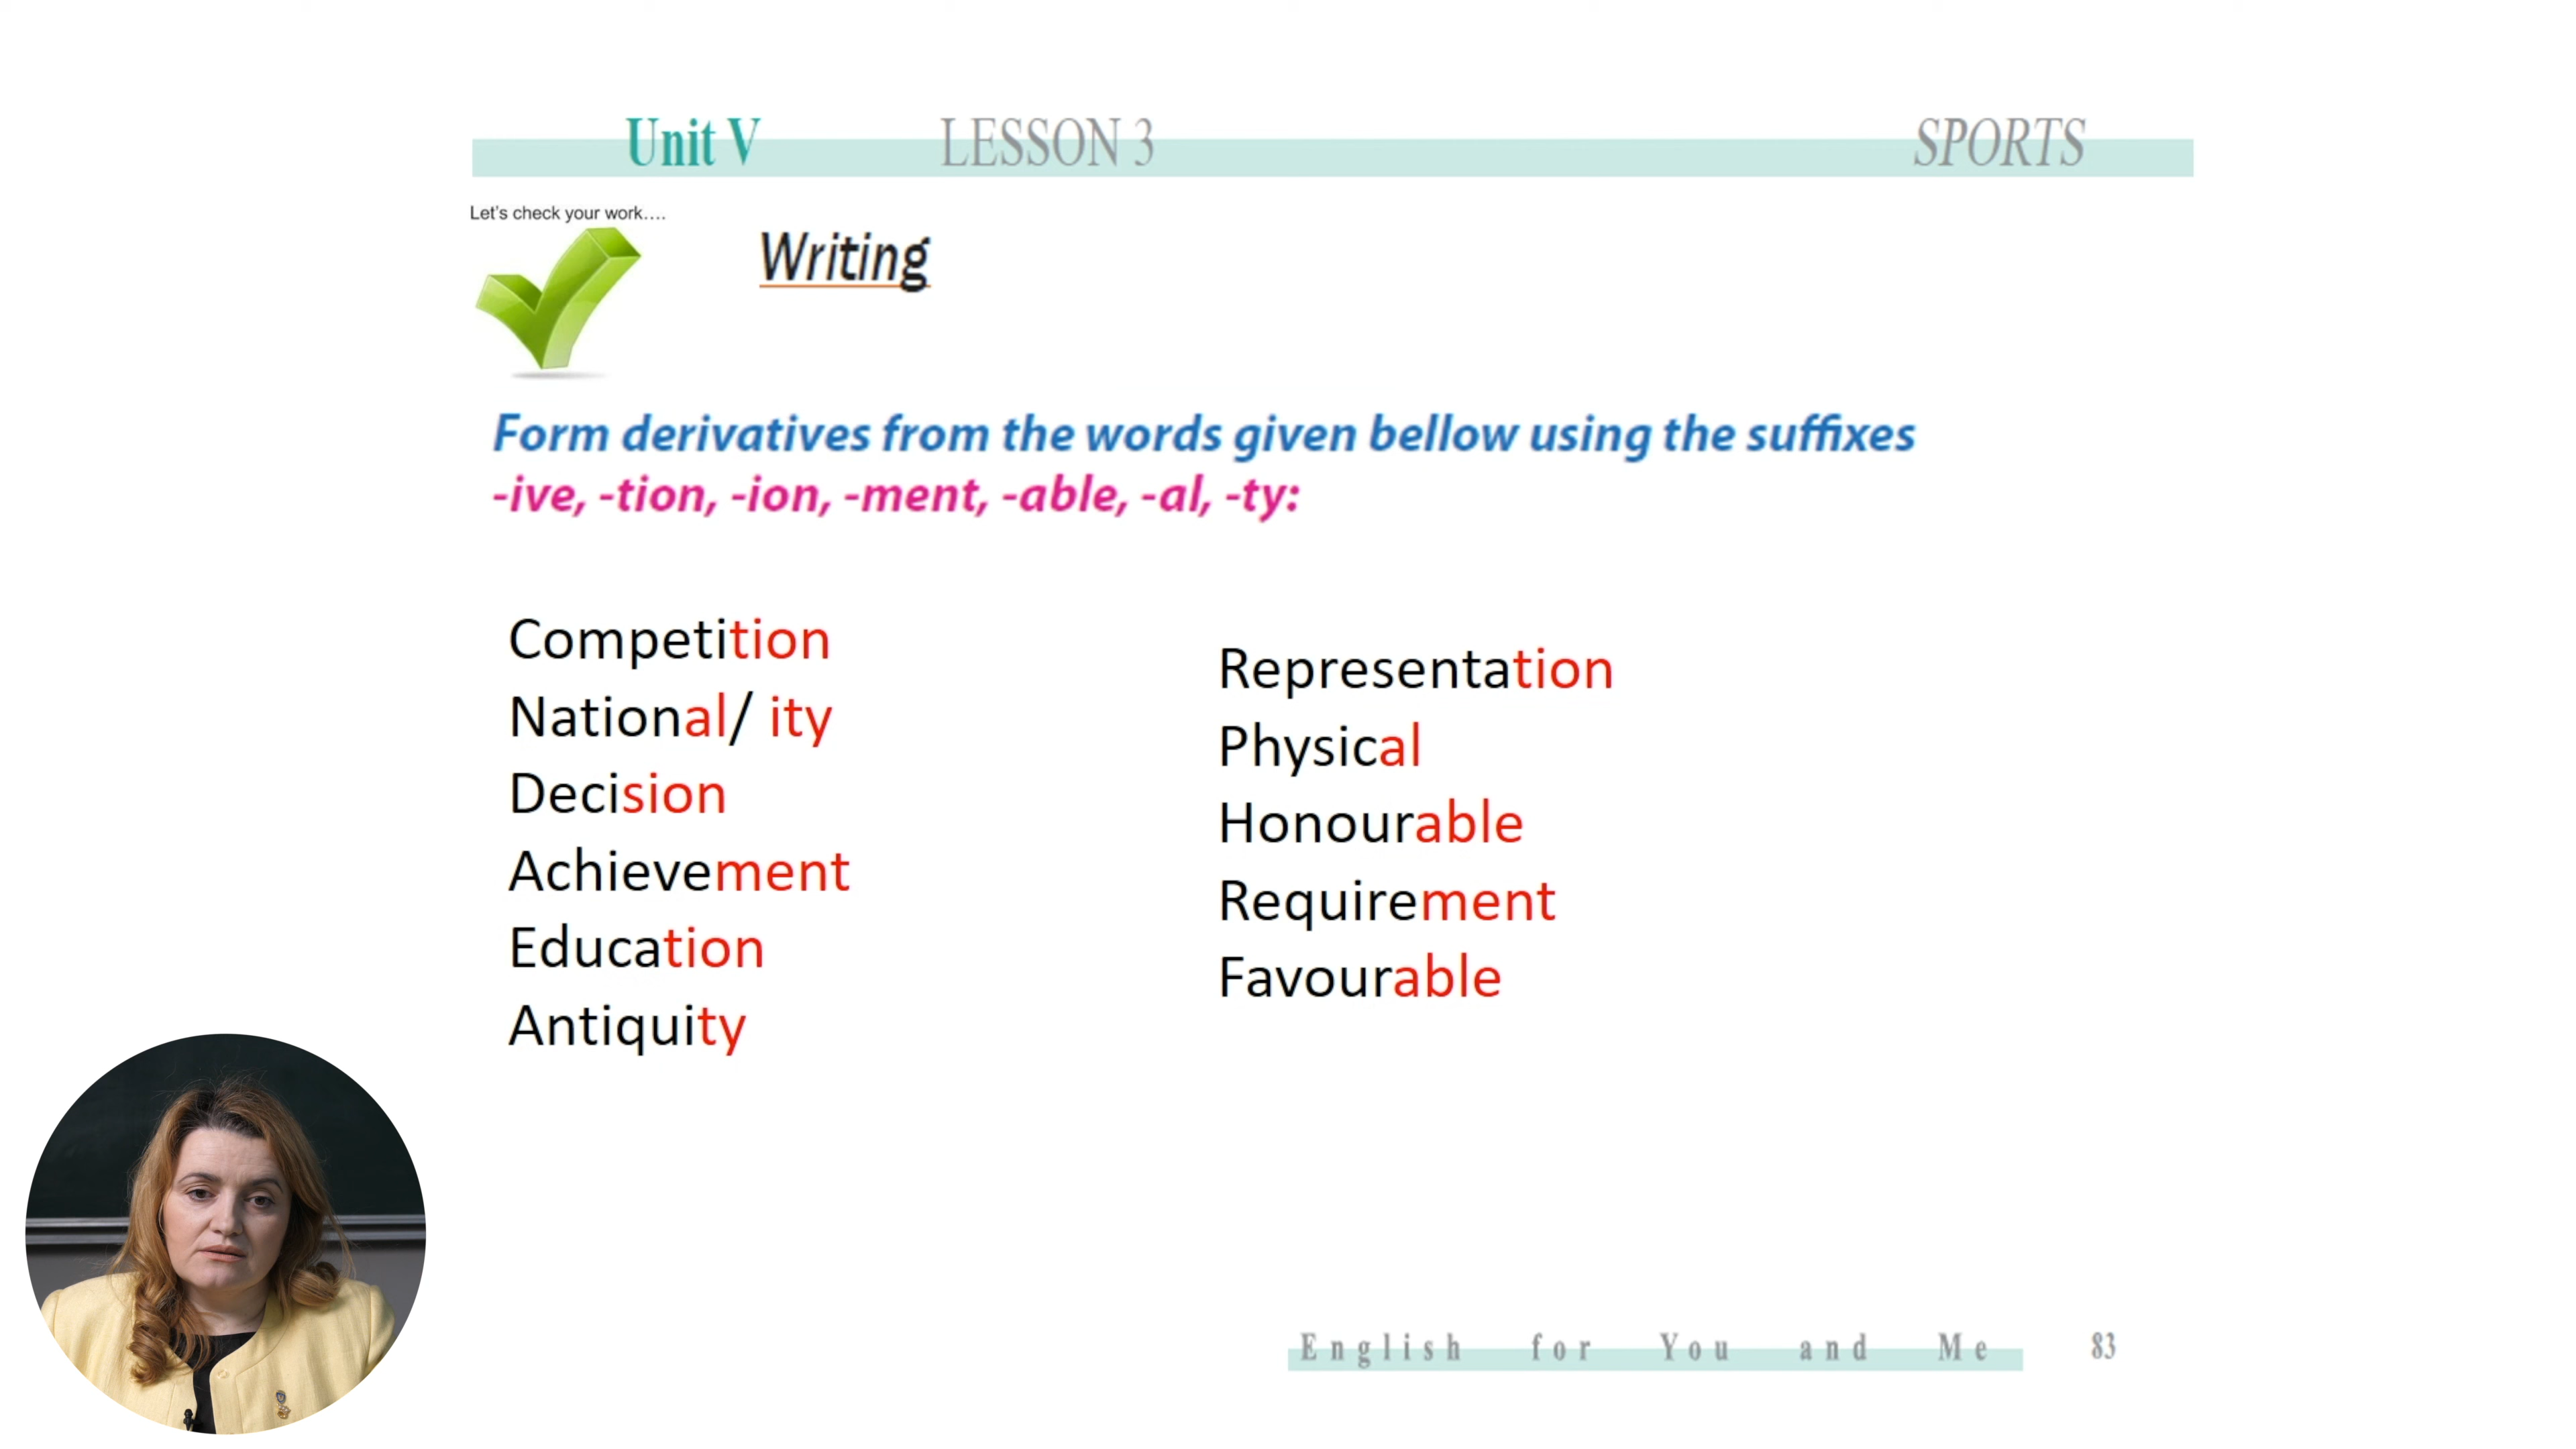 Unit V LESSON 3 SPORTS
Let's check your work....
Writing
Form derivatives from the words given bellow using the suffixes
-ive, -tion, -ion, -ment, -able, -al, -ty:
Competition
National/ ity
Decision
Achievement
Education
Antiquity
Representation
Physical
Honourable
Requirement
Favourable
English for You and Me 83